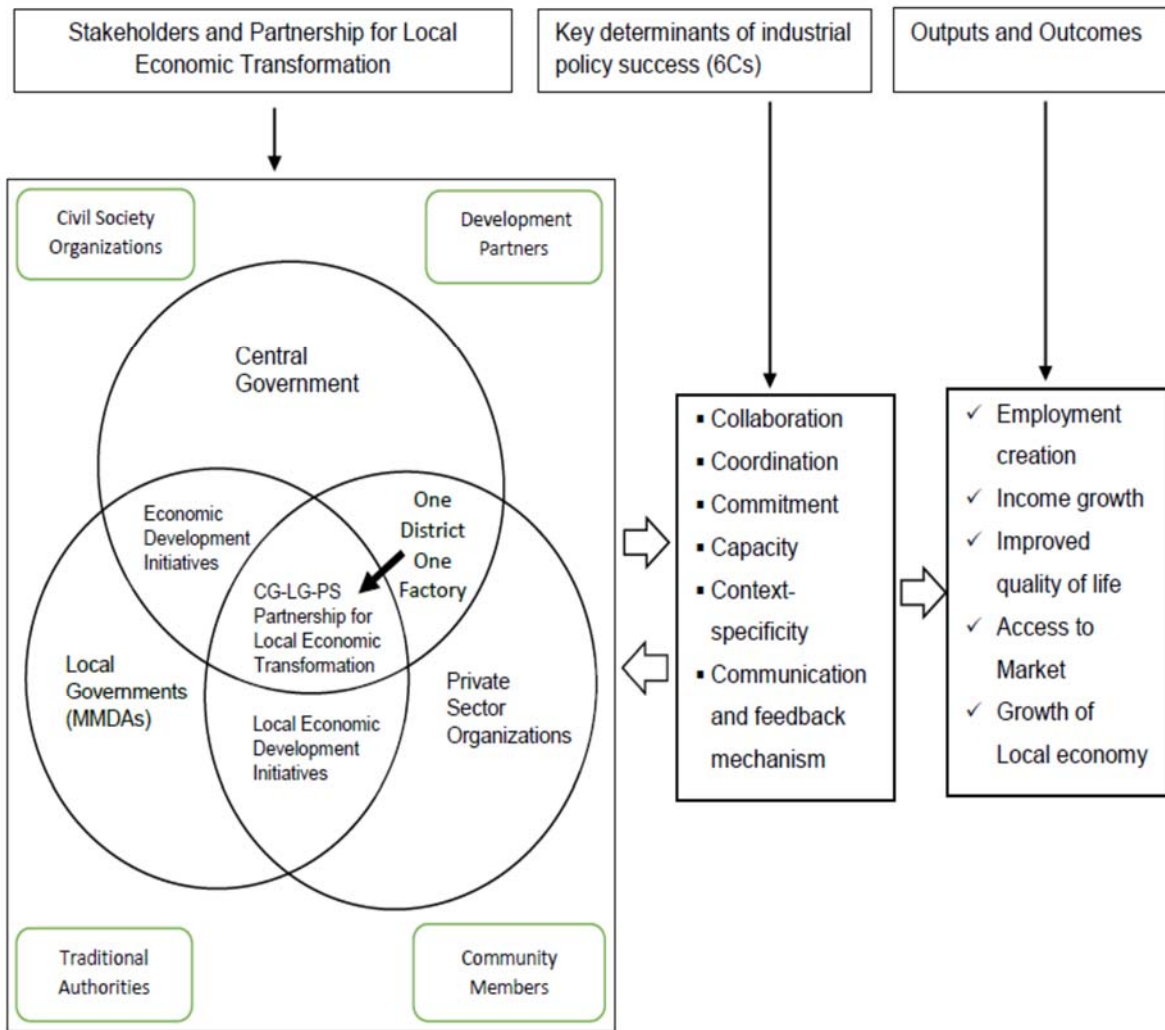 Stakeholders and Partnership for Local
Economic Transformation
Key determinants of industrial
policy success (6Cs)
Outputs and Outcomes
Civil Society
Organizations
Development
Partners
Central
Government
Economic
Development
Initiatives
One
District
One
Factory
CG-LG-PS
Partnership for
Local Economic
Transformation
Local
Governments
(MMDAs)
Private
Sector
Organizations
Local Economic
Development
Initiatives
Traditional
Authorities
Community
Members
▪ Collaboration
▪ Coordination
▪ Commitment
▪ Capacity
▪ Context-
specificity
▪ Communication
and feedback
mechanism
✓ Employment
creation
✓ Income growth
✓ Improved
quality of life
✓ Access to
Market
✓ Growth of
Local economy